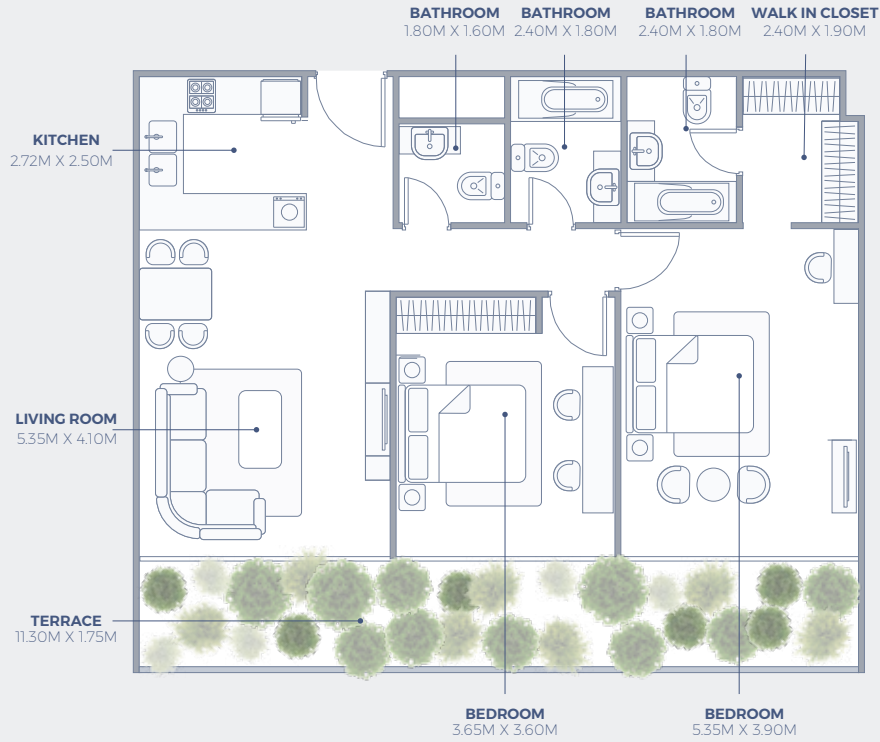 BATHROOM
1.80M X 1.60M
BATHROOM
2.40M X 1.80M
BATHROOM
2.40M X 1.80M
WALK IN CLOSET
2.40M X 1.90M
KITCHEN
2.72M X 2.50M
LIVING ROOM
5.35M X 4.10M
TERRACE
11.30M X 1.75M
BEDROOM
3.65M X 3.60M
BEDROOM
5.35M X 3.90M